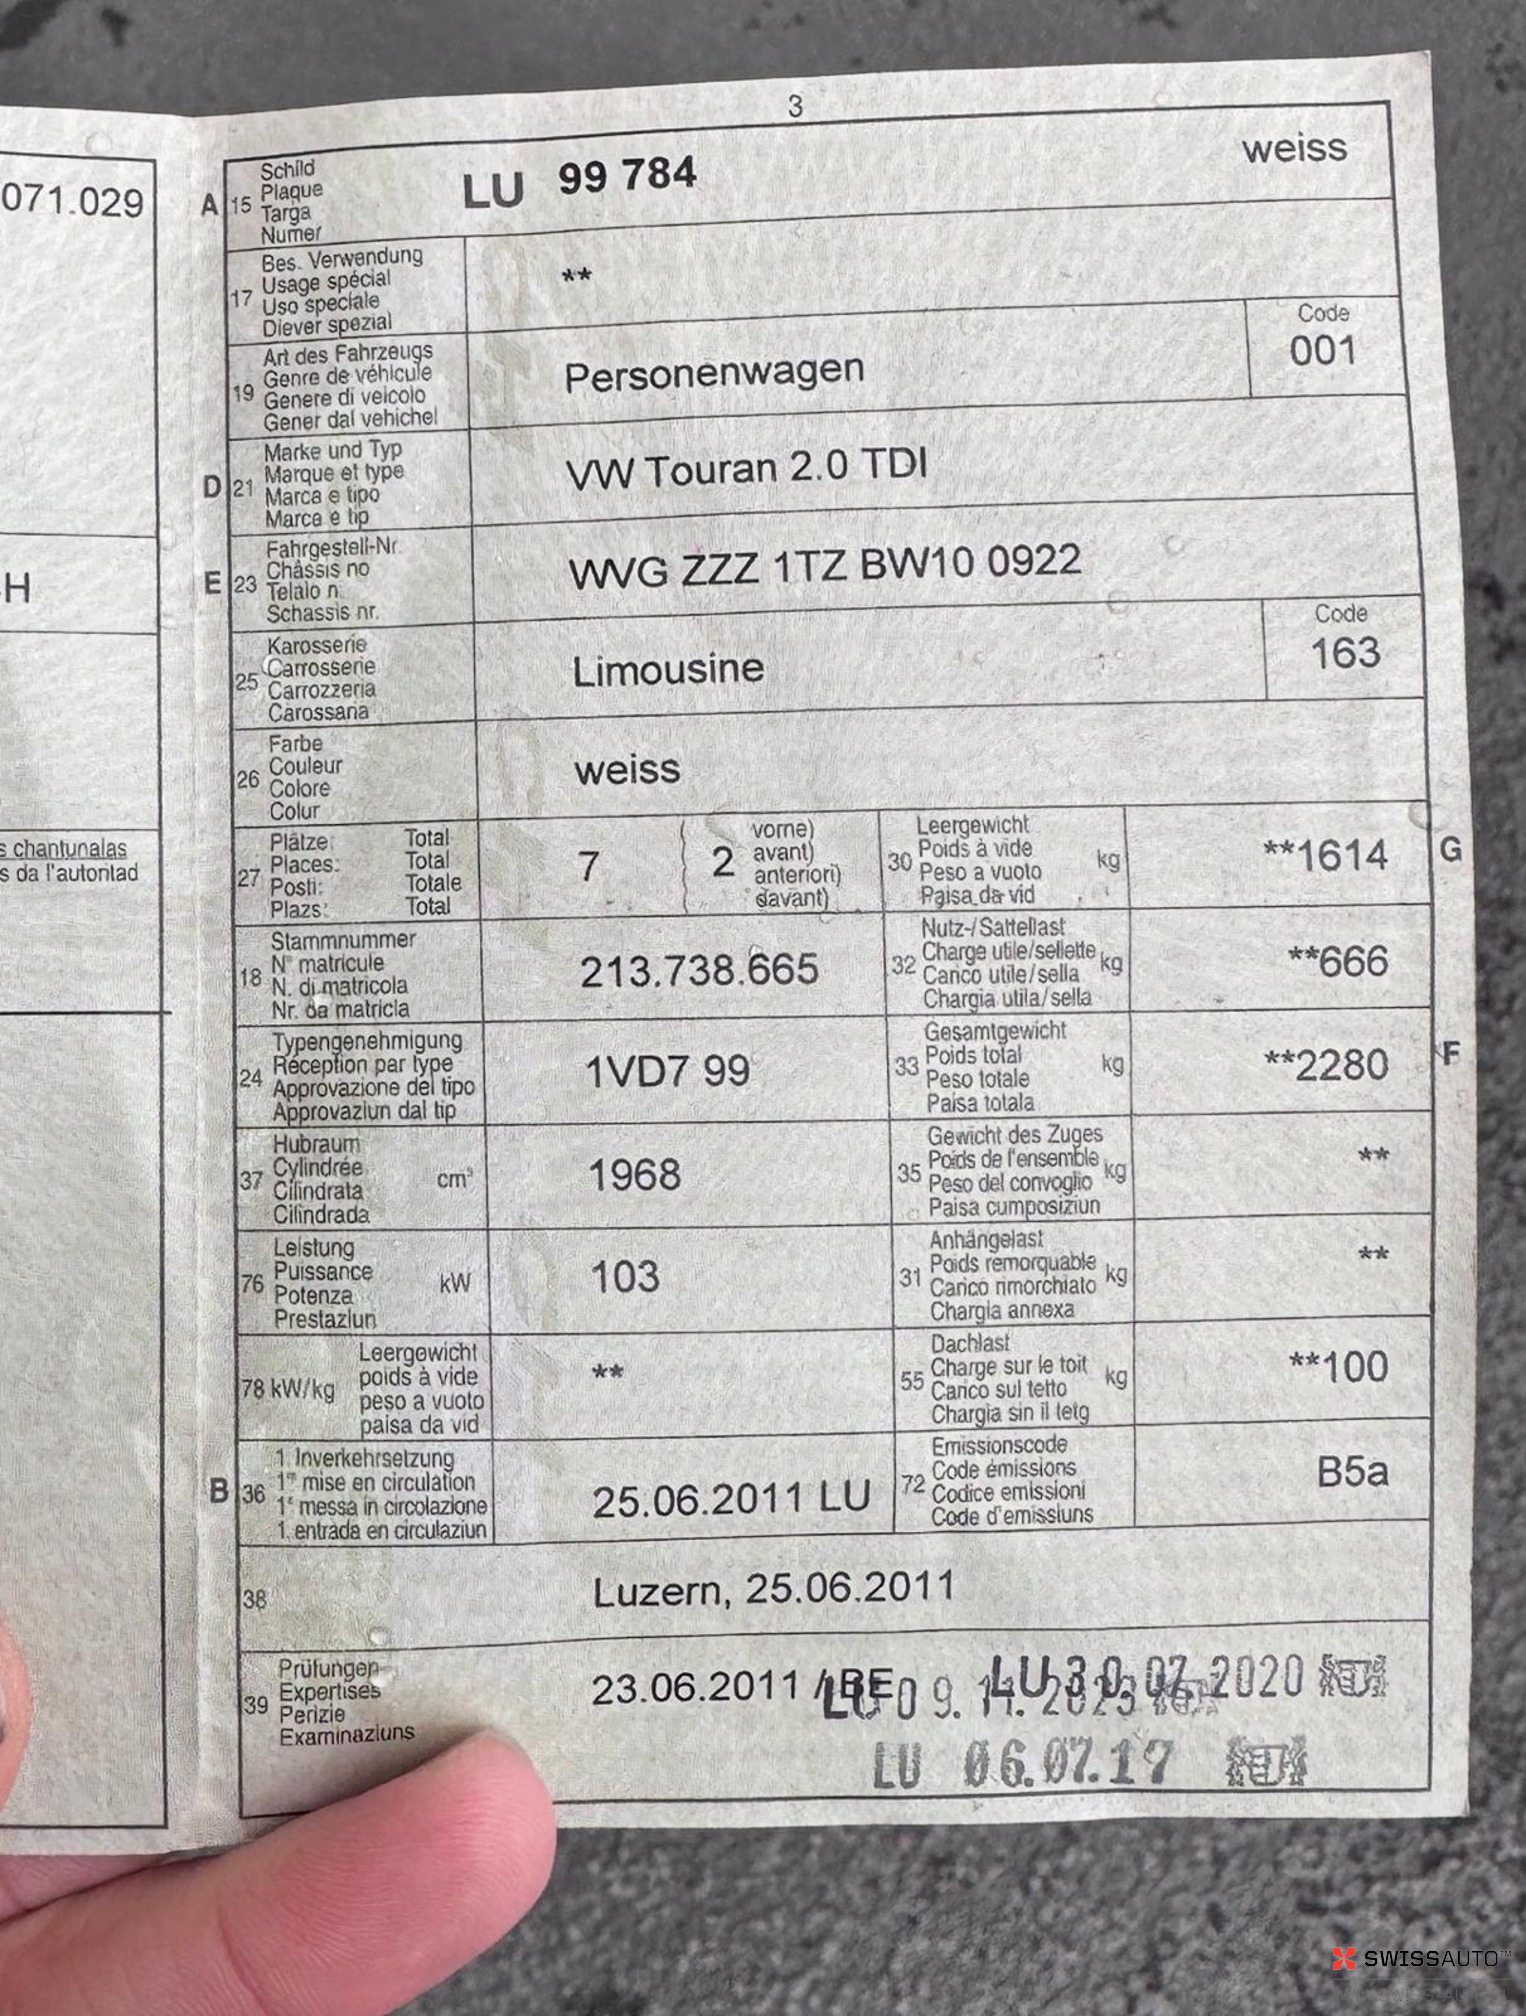 3
071.029
H
s chantunalas
s da l'autoritad
A 15 Schild
Plaque
Targa
Numer
LU 99 784 weiss
17 Bes. Verwendung
Usage spécial
Uso speciale
Diever spezial
**
19 Art des Fahrzeugs
Genre de véhicule
Genere di veicolo
Gener dal vehichel
Personenwagen
Code
001
D 21 Marke und Typ
Marque et type
Marca e tipo
Marca e tip
VW Touran 2.0 TDI
E 23 Fahrgestell-Nr.
Châssis no
Telaio n.
Schassis nr.
WVG ZZZ 1TZ BW10 0922
25 Karosserie
Carrosserie
Carrozzeria
Carossaria
Limousine
Code
163
26 Farbe
Couleur
Colore
Colur
weiss
27 Plätze: Total
Places: Total
Posti: Totale
Plazs: Total
7 ( 2 vorne)
avant)
anteriori)
davant)
30 Leergewicht
Poids à vide
Peso a vuoto
Paisa da vid
kg
**1614 G
18 Stammnummer
N° matricule
N. di matricola
Nr. da matricla
213.738.665
32 Nutz-/Sattellast
Charge utile/sellette
Carico utile/sella
Chargia utila/sella
kg
**666
24 Typengenehmigung
Réception par type
Approvazione del tipo
Approvaziun dal tip
1VD7 99
33 Gesamtgewicht
Poids total
Peso totale
Paisa totala
kg
**2280 F
37 Hubraum
Cylindrée
Cilindrata
Cilindrada
cm³
1968
35 Gewicht des Zuges
Poids de l'ensemble
Peso del convoglio
Paisa cumposiziun
kg
**
76 Leistung
Puissance
Potenza
Prestaziun
kW
103
31 Anhängelast
Poids remorquable
Carico rimorchiato
Chargia annexa
kg
**
78 kW/kg Leergewicht
poids à vide
peso a vuoto
paisa da vid
**
55 Dachlast
Charge sur le toit
Carico sul tetto
Chargia sin il tetg
kg
**100
B 36 1. Inverkehrsetzung
1re mise en circulation
1a messa in circolazione
1. entrada en circulaziun
25.06.2011 LU
72 Emissionscode
Code émissions
Codice emissioni
Code d'emissiuns
B5a
38 Luzern, 25.06.2011
39 Prüfungen
Expertises
Perizie
Examinaziuns
23.06.2011 / BE LU 30.07.2020
LU 09.11.2023
LU 06.07.17
SWISSAUTO™